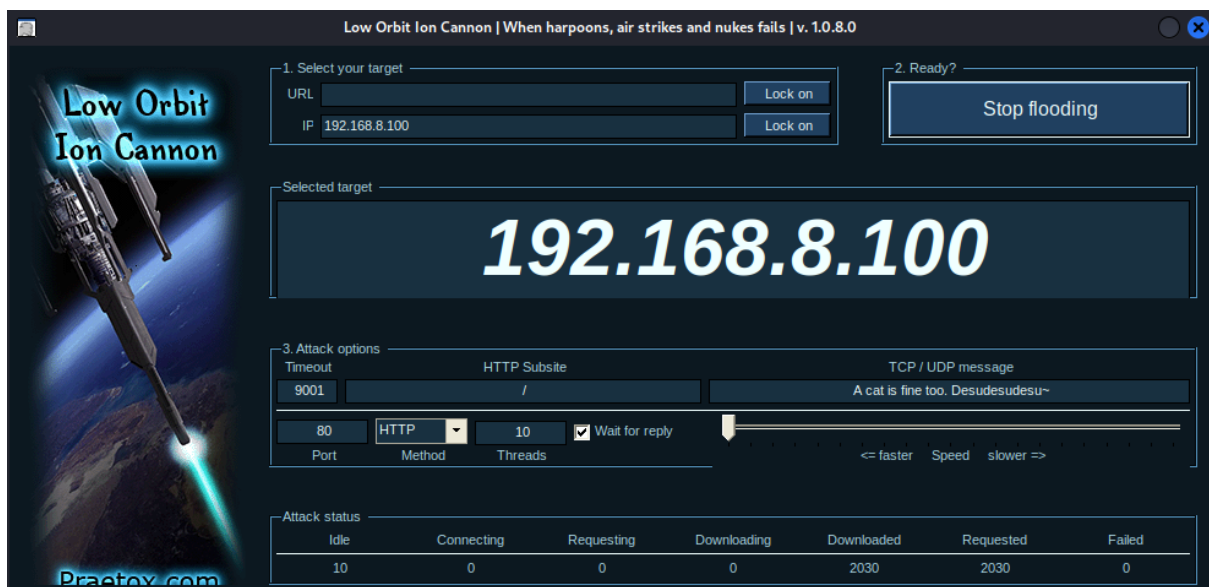 Low Orbit Ion Cannon | When harpoons, air strikes and nukes fails | v. 1.0.8.0
Low Orbit
Ion Cannon
Praetox.com
1. Select your target
URL Lock on
IP 192.168.8.100 Lock on
2. Ready?
Stop flooding
Selected target
192.168.8.100
3. Attack options
Timeout HTTP Subsite TCP / UDP message
9001 / A cat is fine too. Desudesudesu~
80 HTTP 10 Wait for reply
Port Method Threads <= faster Speed slower =>
Attack status
Idle Connecting Requesting Downloading Downloaded Requested Failed
10 0 0 0 2030 2030 0